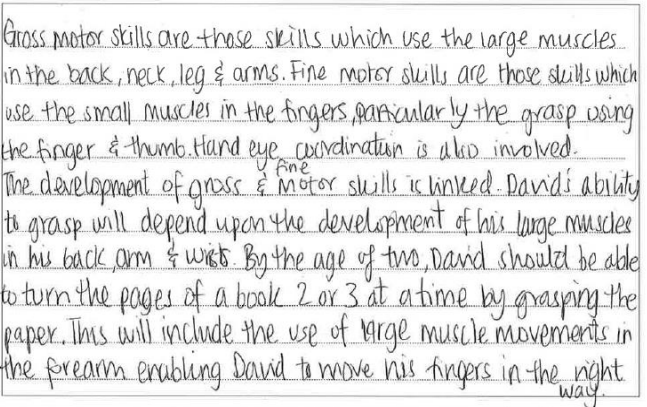 Gross motor skills are those skills which use the large muscles
in the back, neck, leg & arms. Fine motor skills are those skills which
use the small muscles in the fingers, particularly the grasp using
the finger & thumb. Hand eye coordination is also involved.
The development of gross & fine motor skills is linked. David's ability
to grasp will depend upon the development of his large muscles
in his back, arm & wrists. By the age of two, David should be able
to turn the pages of a book 2 or 3 at a time by grasping the
paper. This will include the use of large muscle movements in
the forearm enabling David to move his fingers in the right
way.